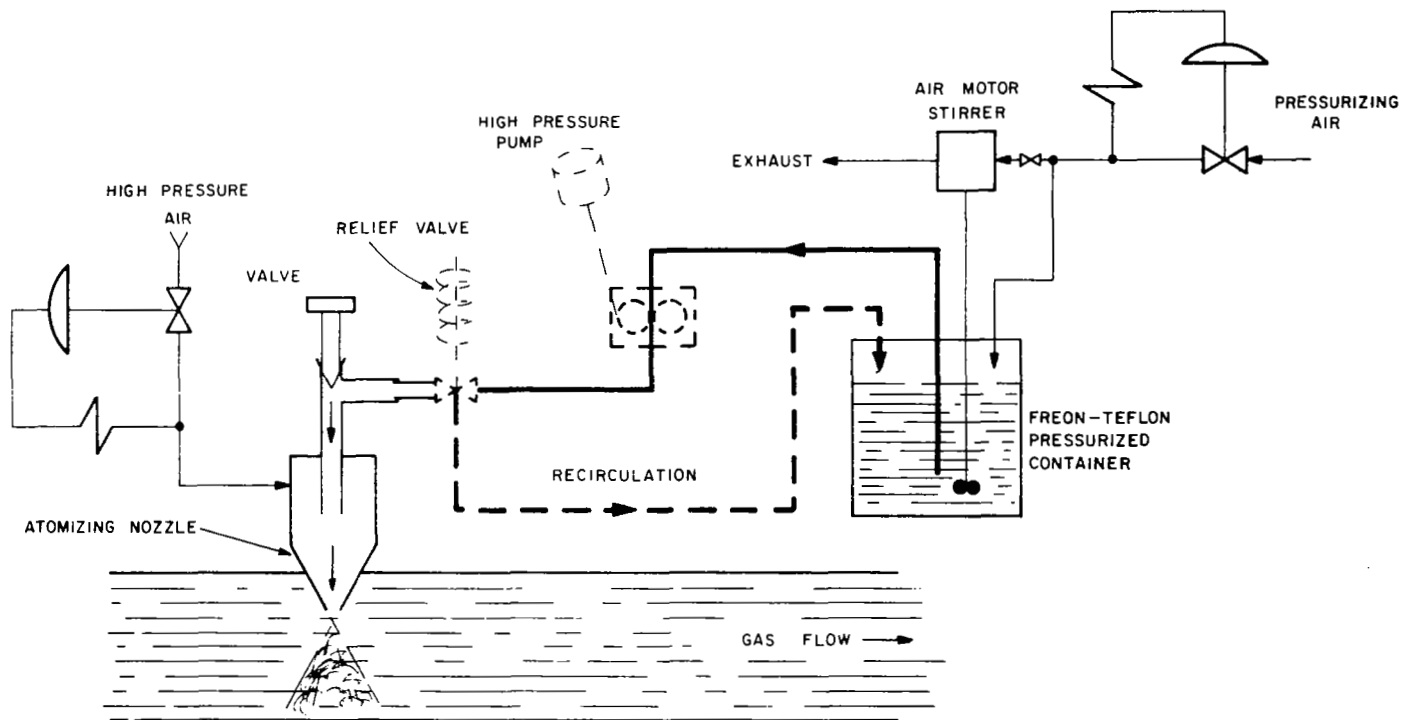 AIR MOTOR
STIRRER
PRESSURIZING
AIR
HIGH PRESSURE
PUMP
EXHAUST
HIGH PRESSURE
AIR
RELIEF VALVE
VALVE
FREON-TEFLON
PRESSURIZED
CONTAINER
RECIRCULATION
ATOMIZING NOZZLE
GAS FLOW